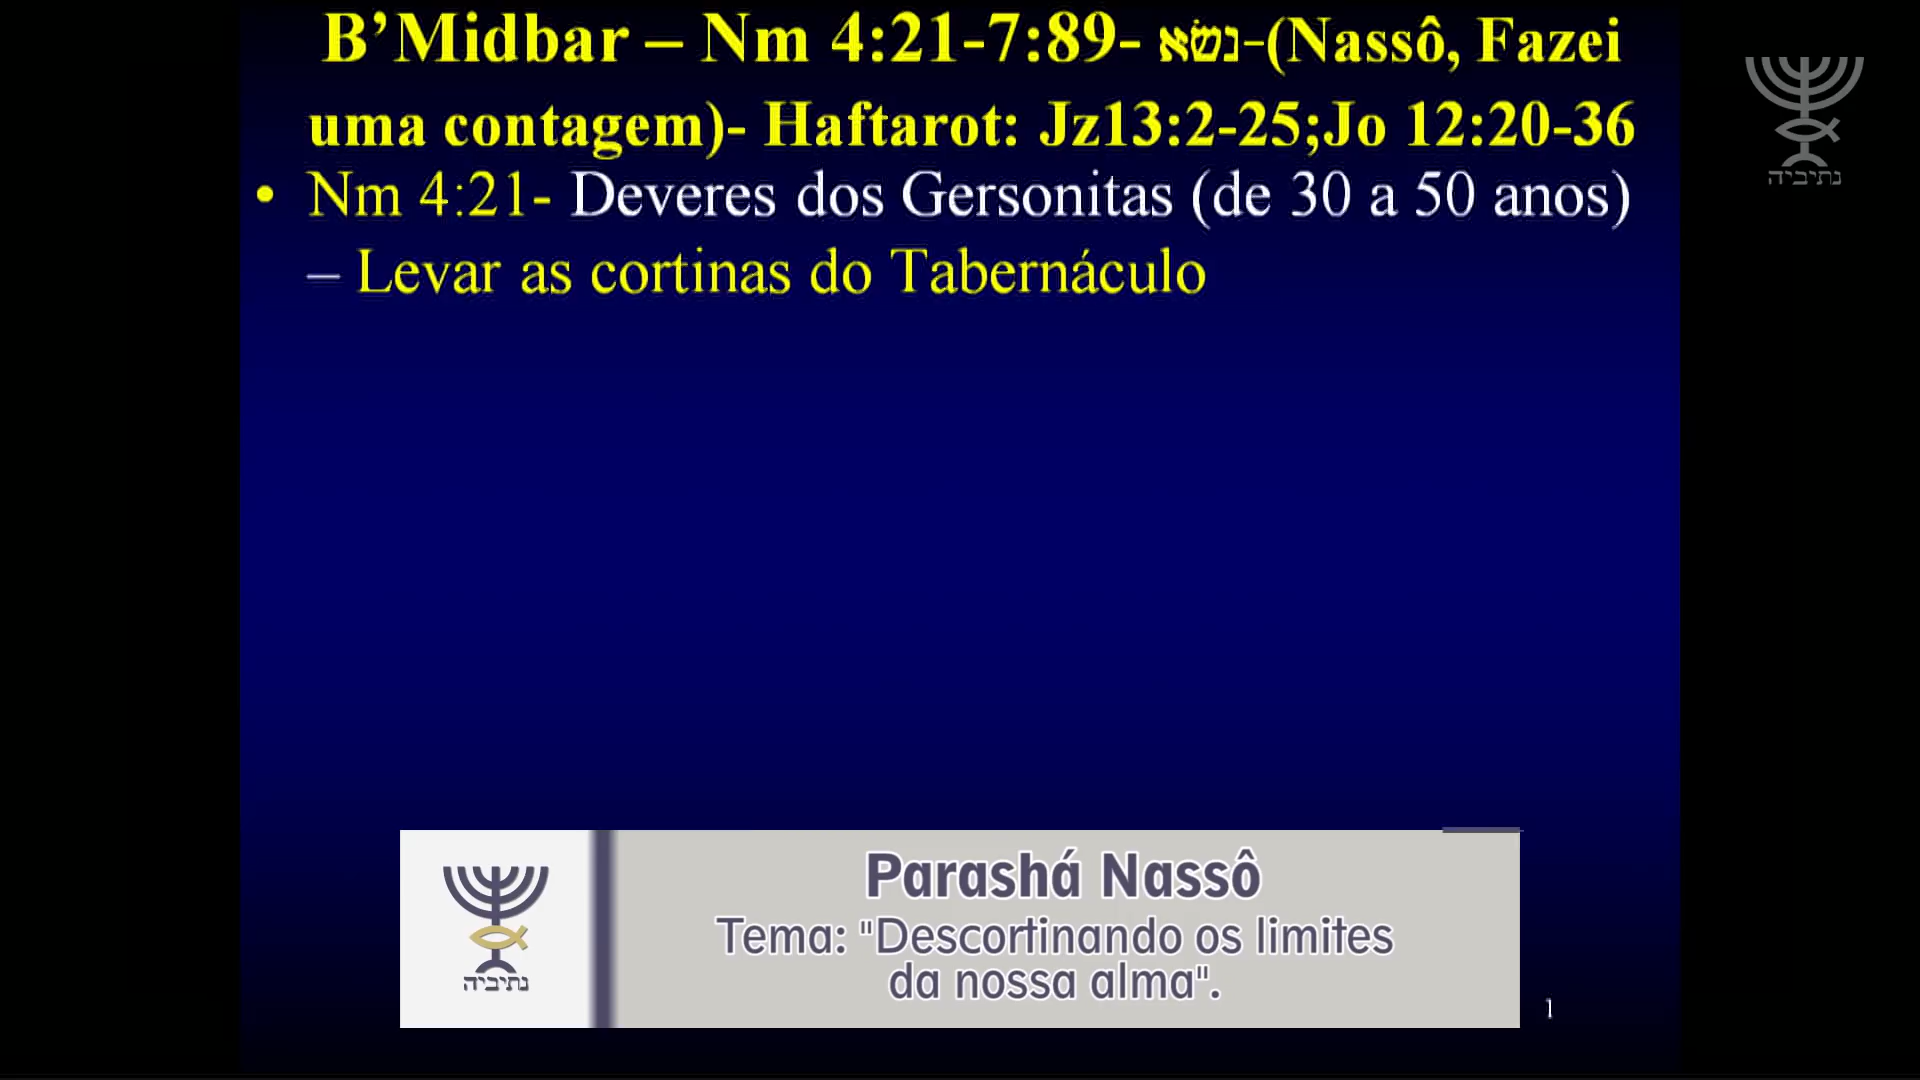 B’Midbar – Nm 4:21-7:89- נשׂא-(Nassô, Fazei
uma contagem)- Haftarot: Jz13:2-25;Jo 12:20-36
• Nm 4:21- Deveres dos Gersonitas (de 30 a 50 anos)
– Levar as cortinas do Tabernáculo
נתיביה
Parashá Nassô
Tema: "Descortinando os limites
da nossa alma".
נתיביה
1